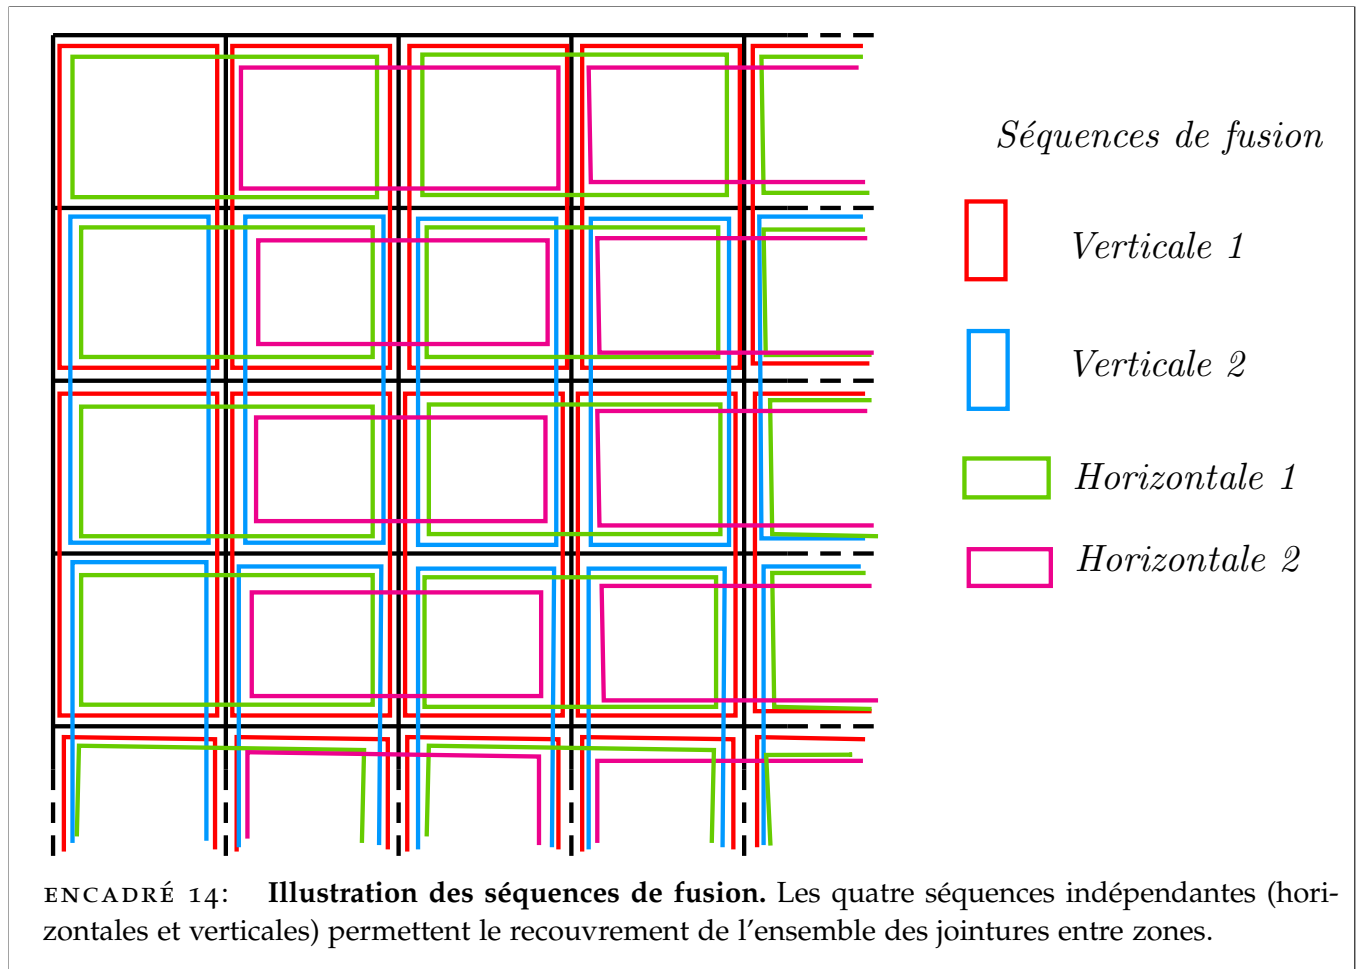 Séquences de fusion
Verticale 1
Verticale 2
Horizontale 1
Horizontale 2
ENCADRÉ 14: Illustration des séquences de fusion. Les quatre séquences indépendantes (hori-
zontales et verticales) permettent le recouvrement de l'ensemble des jointures entre zones.